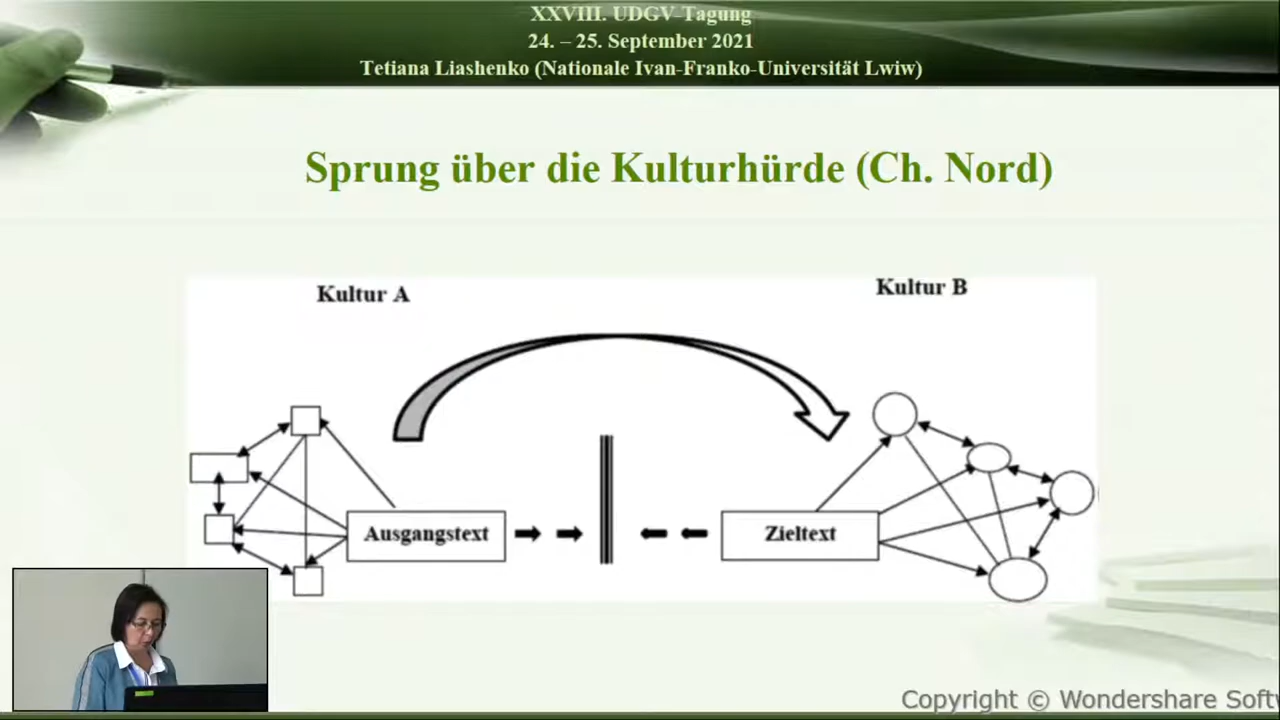 XXVIII. UDGV-Tagung
24. – 25. September 2021
Tetiana Liashenko (Nationale Ivan-Franko-Universität Lwiw)
Sprung über die Kulturhürde (Ch. Nord)
Kultur A
Kultur B
Ausgangstext
Zieltext
Copyright © Wondershare Softw